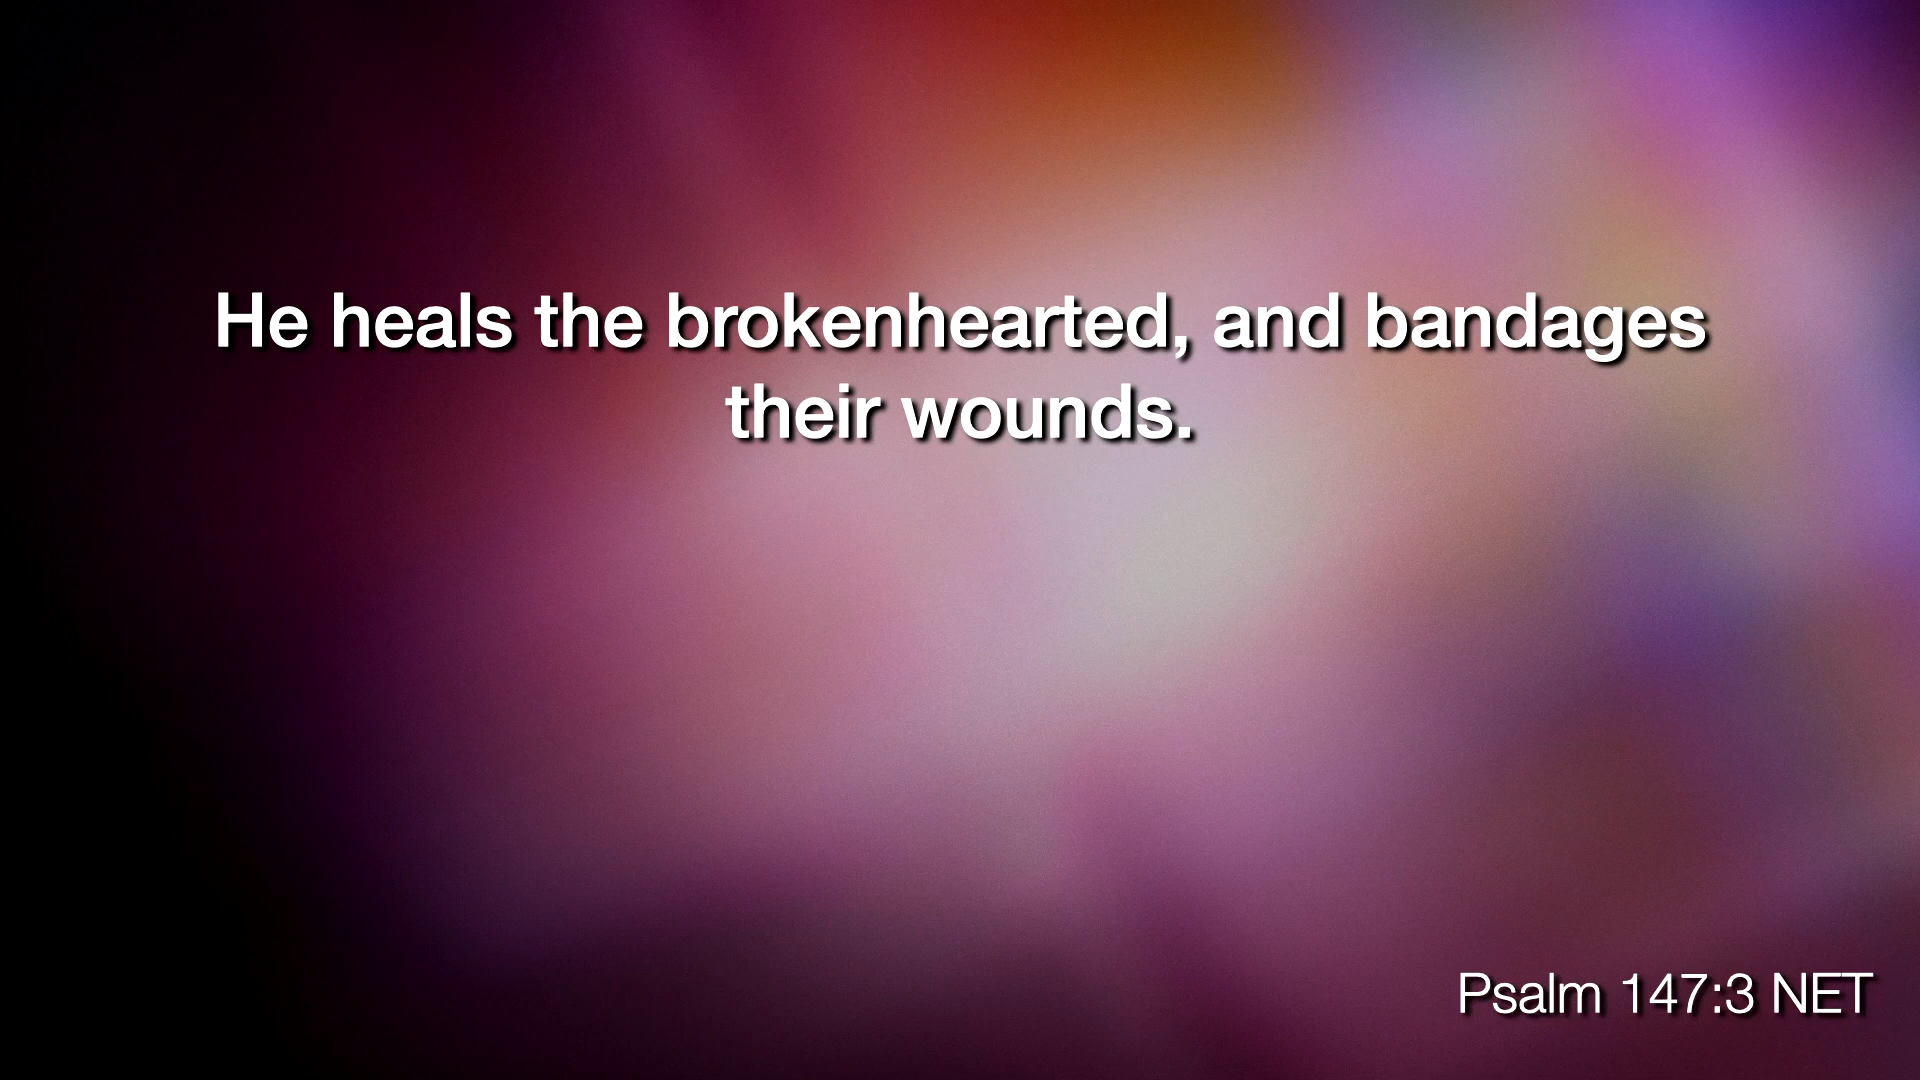 He heals the brokenhearted, and bandages
their wounds.
Psalm 147:3 NET